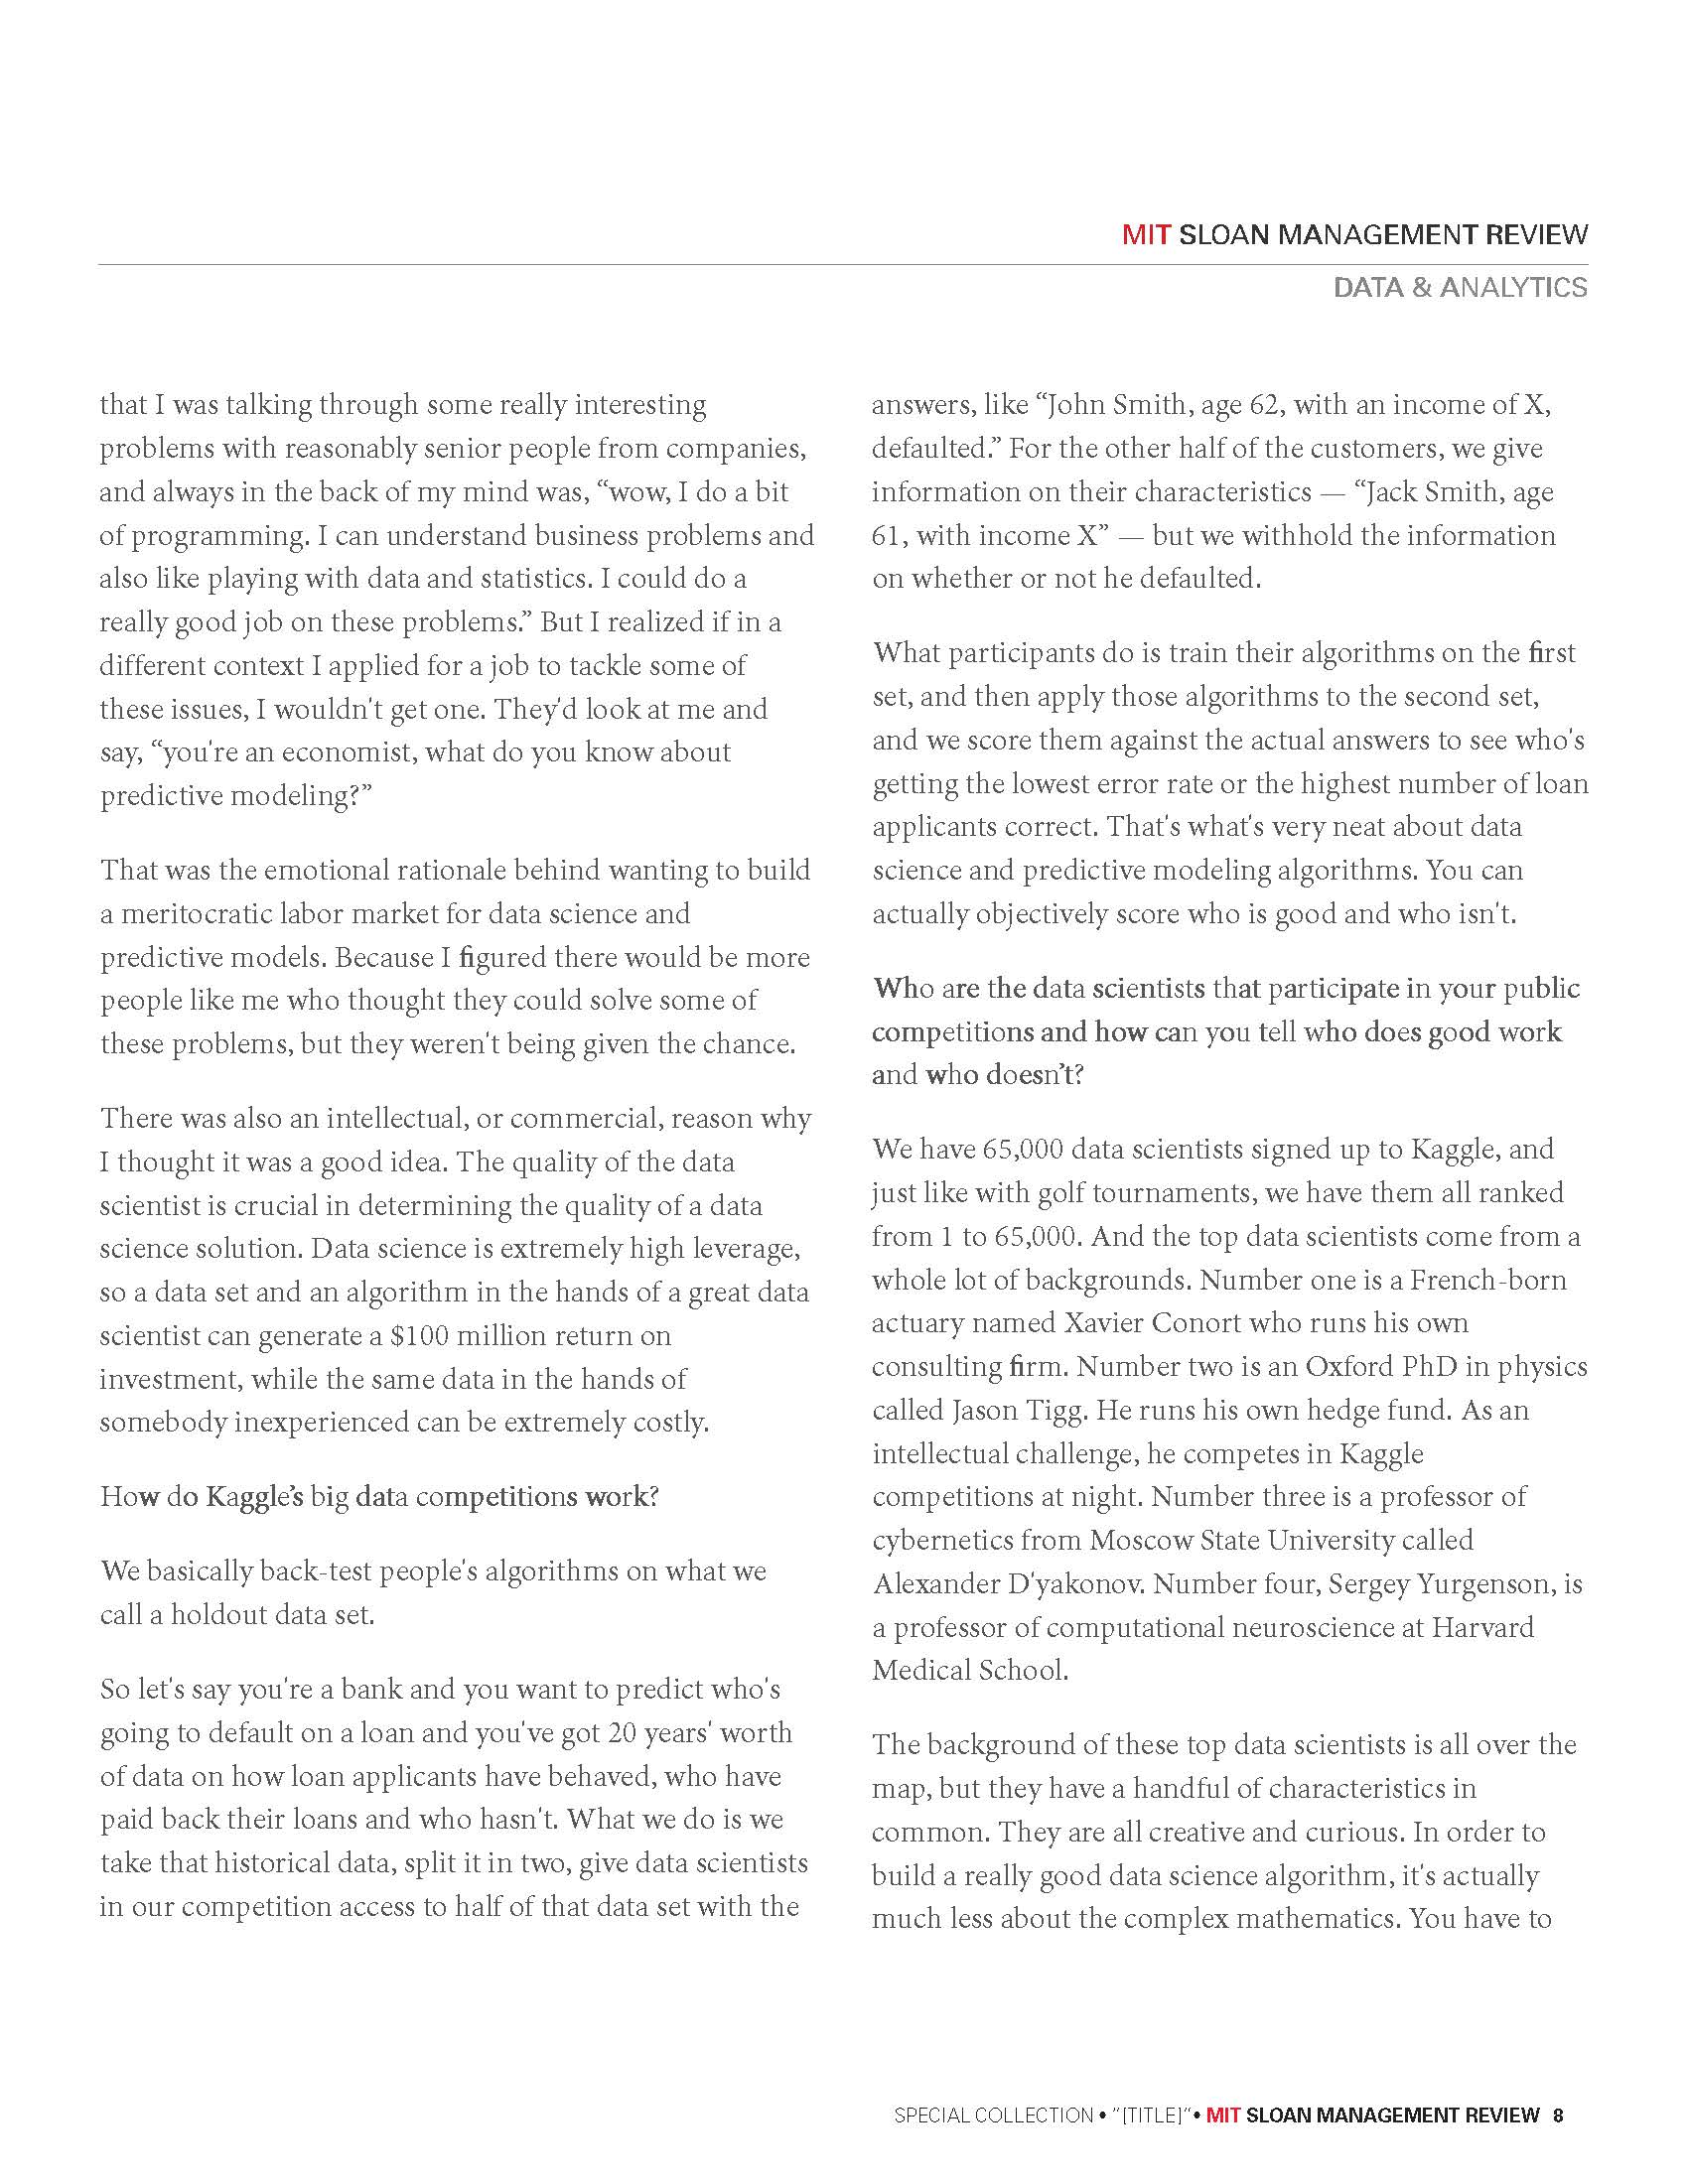 MIT SLOAN MANAGEMENT REVIEW
DATA & ANALYTICS
that I was talking through some really interesting
problems with reasonably senior people from companies,
and always in the back of my mind was, “wow, I do a bit
of programming. I can understand business problems and
also like playing with data and statistics. I could do a
really good job on these problems.” But I realized if in a
different context I applied for a job to tackle some of
these issues, I wouldn't get one. They'd look at me and
say, “you're an economist, what do you know about
predictive modeling?”
That was the emotional rationale behind wanting to build
a meritocratic labor market for data science and
predictive models. Because I figured there would be more
people like me who thought they could solve some of
these problems, but they weren't being given the chance.
There was also an intellectual, or commercial, reason why
I thought it was a good idea. The quality of the data
scientist is crucial in determining the quality of a data
science solution. Data science is extremely high leverage,
so a data set and an algorithm in the hands of a great data
scientist can generate a $100 million return on
investment, while the same data in the hands of
somebody inexperienced can be extremely costly.
How do Kaggle’s big data competitions work?
We basically back-test people's algorithms on what we
call a holdout data set.
So let's say you're a bank and you want to predict who's
going to default on a loan and you've got 20 years' worth
of data on how loan applicants have behaved, who have
paid back their loans and who hasn't. What we do is we
take that historical data, split it in two, give data scientists
in our competition access to half of that data set with the
answers, like “John Smith, age 62, with an income of X,
defaulted.” For the other half of the customers, we give
information on their characteristics — “Jack Smith, age
61, with income X” — but we withhold the information
on whether or not he defaulted.
What participants do is train their algorithms on the first
set, and then apply those algorithms to the second set,
and we score them against the actual answers to see who's
getting the lowest error rate or the highest number of loan
applicants correct. That's what's very neat about data
science and predictive modeling algorithms. You can
actually objectively score who is good and who isn't.
Who are the data scientists that participate in your public
competitions and how can you tell who does good work
and who doesn’t?
We have 65,000 data scientists signed up to Kaggle, and
just like with golf tournaments, we have them all ranked
from 1 to 65,000. And the top data scientists come from a
whole lot of backgrounds. Number one is a French-born
actuary named Xavier Conort who runs his own
consulting firm. Number two is an Oxford PhD in physics
called Jason Tigg. He runs his own hedge fund. As an
intellectual challenge, he competes in Kaggle
competitions at night. Number three is a professor of
cybernetics from Moscow State University called
Alexander D'yakonov. Number four, Sergey Yurgenson, is
a professor of computational neuroscience at Harvard
Medical School.
The background of these top data scientists is all over the
map, but they have a handful of characteristics in
common. They are all creative and curious. In order to
build a really good data science algorithm, it's actually
much less about the complex mathematics. You have to
SPECIAL COLLECTION • “[TITLE]“• MIT SLOAN MANAGEMENT REVIEW 8